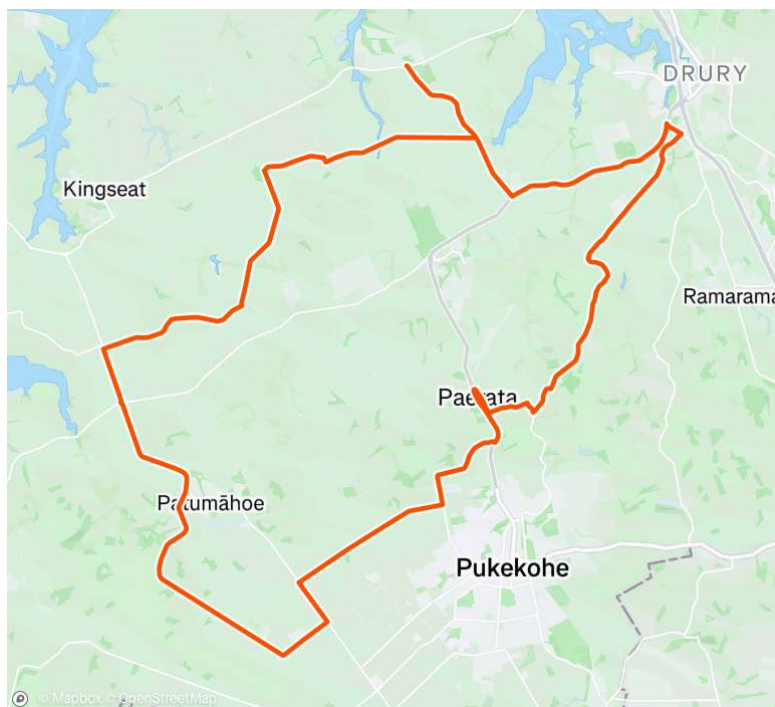 DRURY
Kingseat
Ramarama
Paerata
Patumāhoe
Pukekohe
© Mapbox © OpenStreetMap